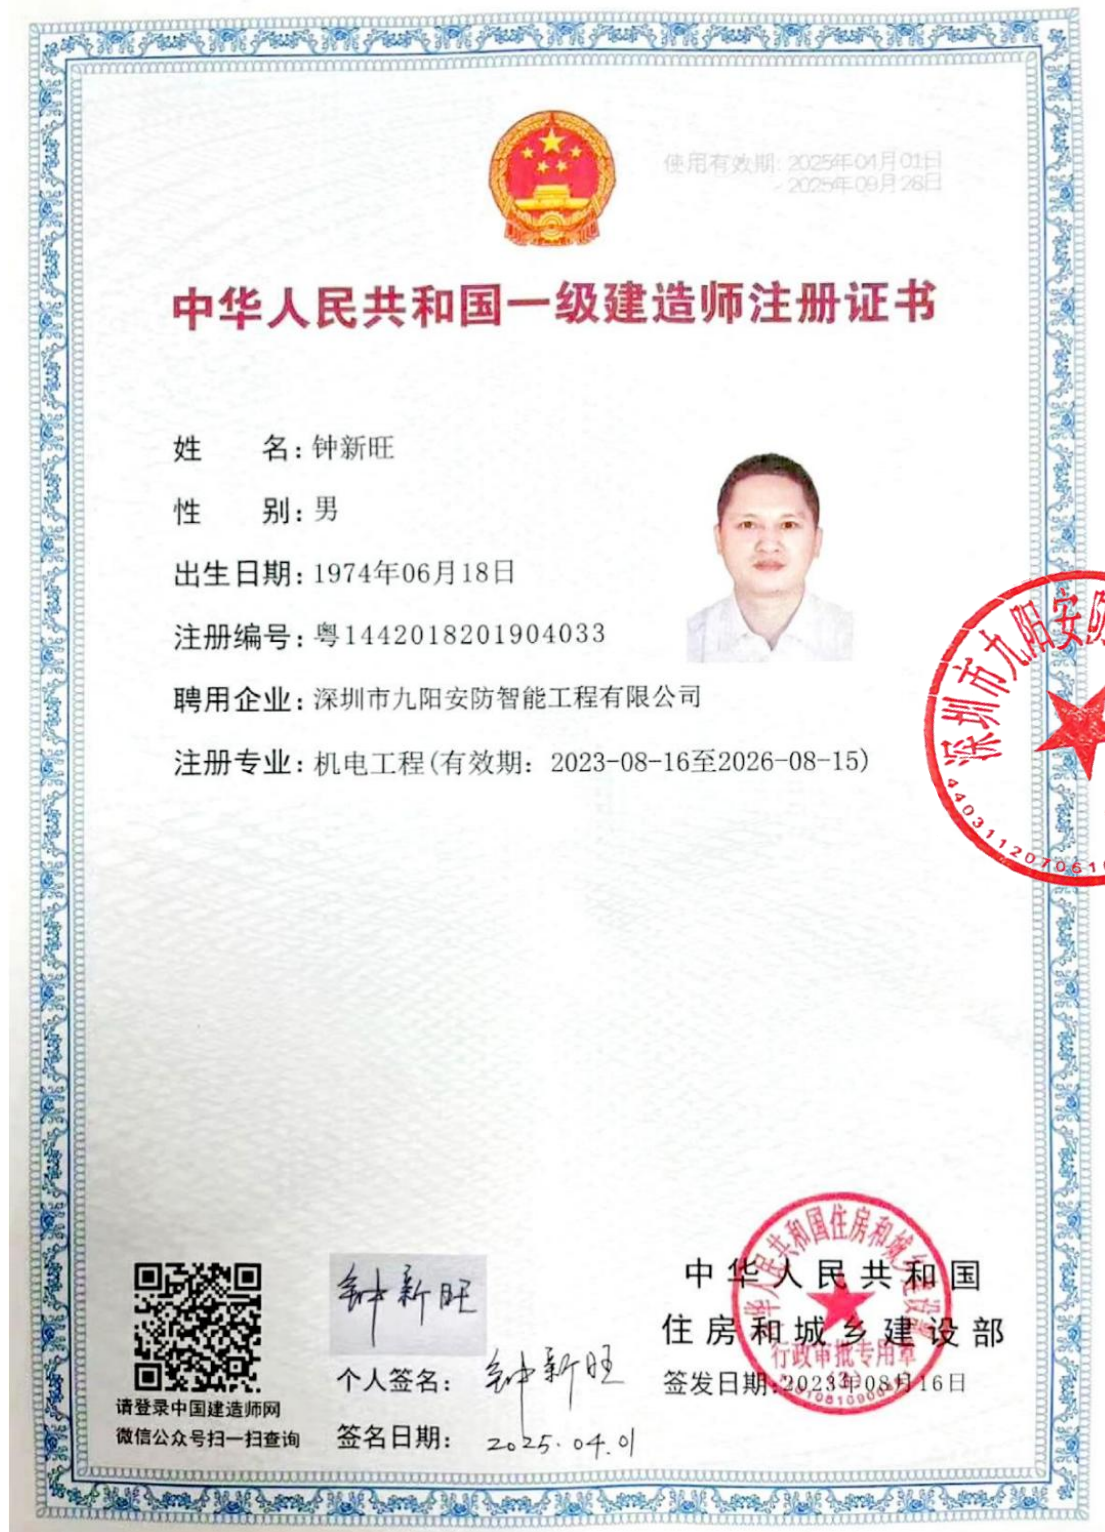 使用有效期: 2025年04月01日
- 2025年09月28日
中华人民共和国一级建造师注册证书
姓 名: 钟新旺
性 别: 男
出生日期: 1974年06月18日
注册编号: 粤1442018201904033
聘用企业: 深圳市九阳安防智能工程有限公司
注册专业: 机电工程(有效期: 2023-08-16至2026-08-15)
深圳市九阳安防
钟新旺
个人签名: 钟新旺
签名日期: 2025.04.01
请登录中国建造师网
微信公众号扫一扫查询
中华人民共和国
住房和城乡建设部
签发日期:2023年08月16日
中华人民共和国住房和城乡建设部
行政审批专用章